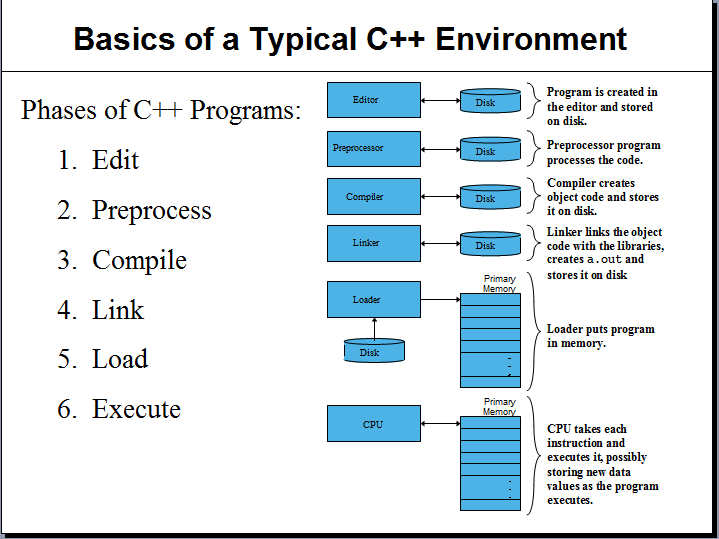 Basics of a Typical C++ Environment
Phases of C++ Programs:
1. Edit
2. Preprocess
3. Compile
4. Link
5. Load
6. Execute
Editor
Disk
Program is created in
the editor and stored
on disk.
Preprocessor
Disk
Preprocessor program
processes the code.
Compiler
Disk
Compiler creates
object code and stores
it on disk.
Linker
Disk
Linker links the object
code with the libraries,
creates a.out and
stores it on disk
Loader
Disk
Primary
Memory
Loader puts program
in memory.
CPU
Primary
Memory
CPU takes each
instruction and
executes it, possibly
storing new data
values as the program
executes.